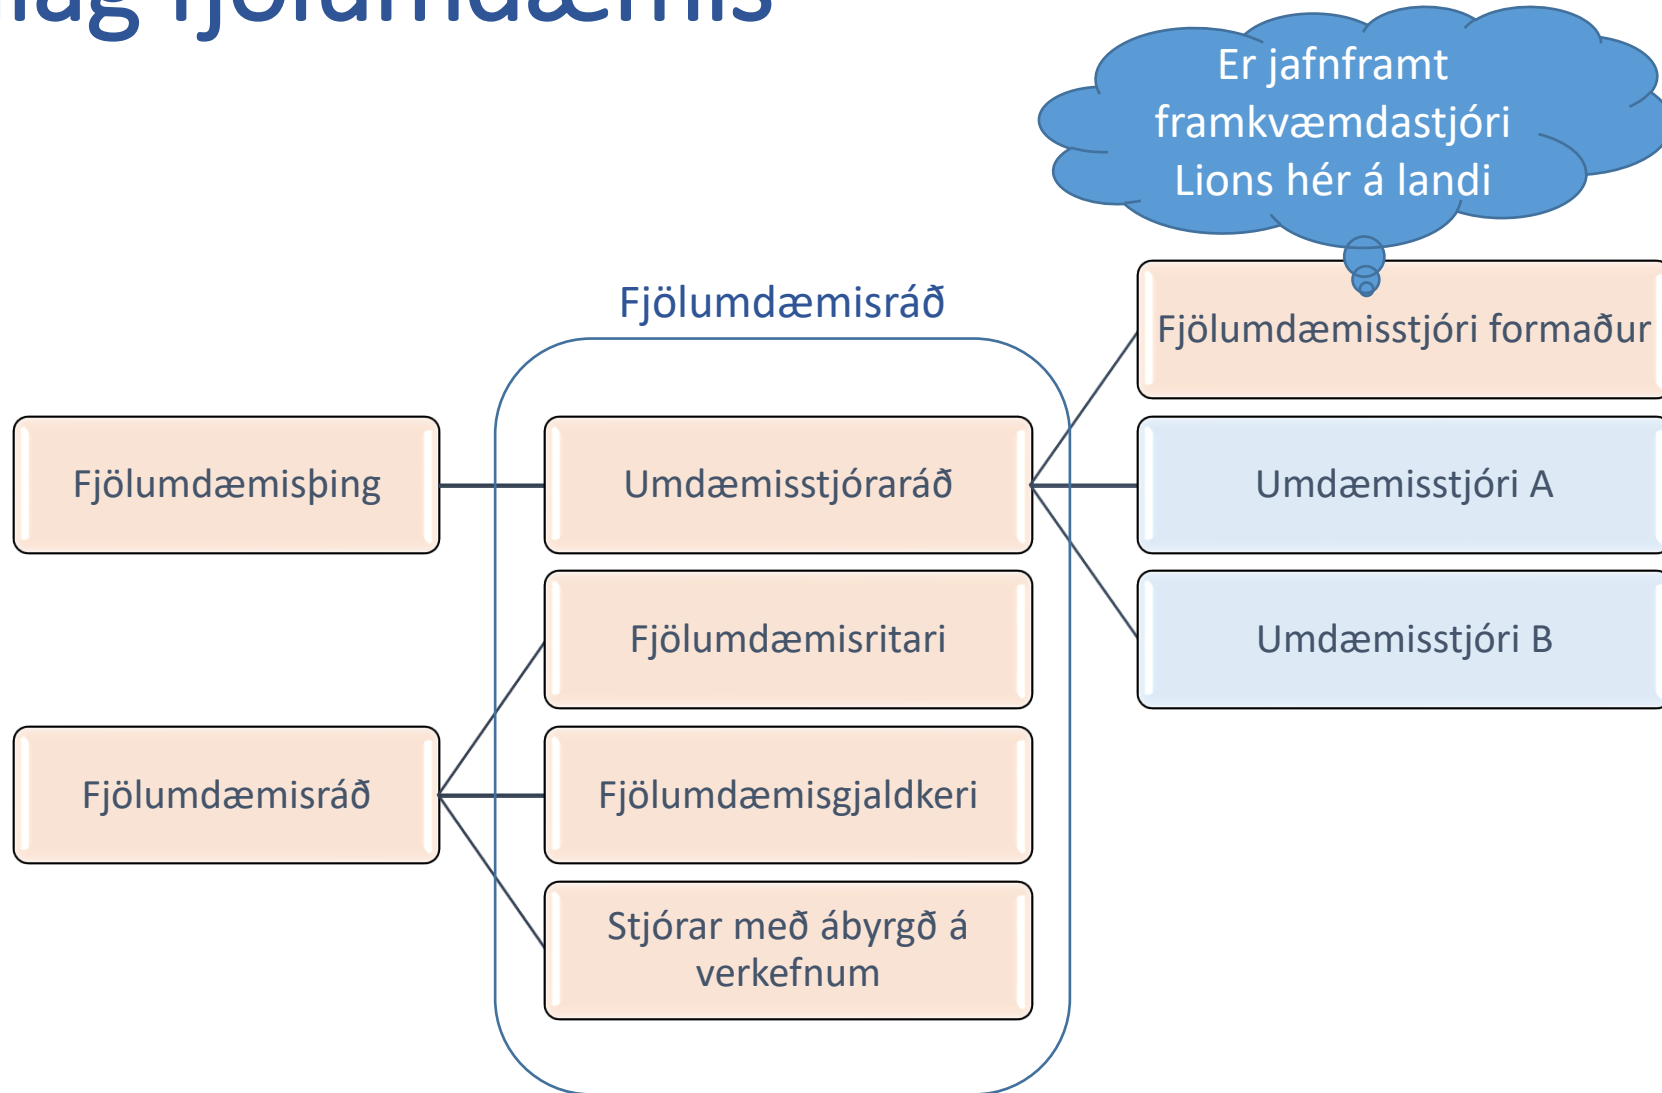 fjölumdæmis
Er jafnframt
framkvæmdastjóri
Lions hér á landi
Fjölumdæmisráð
Fjölumdæmisstjóri formaður
Fjölumdæmisþing
Umdæmisstjóraráð
Umdæmisstjóri A
Fjölumdæmisritari
Umdæmisstjóri B
Fjölumdæmisráð
Fjölumdæmisgjaldkeri
Stjórar með ábyrgð á
verkefnum